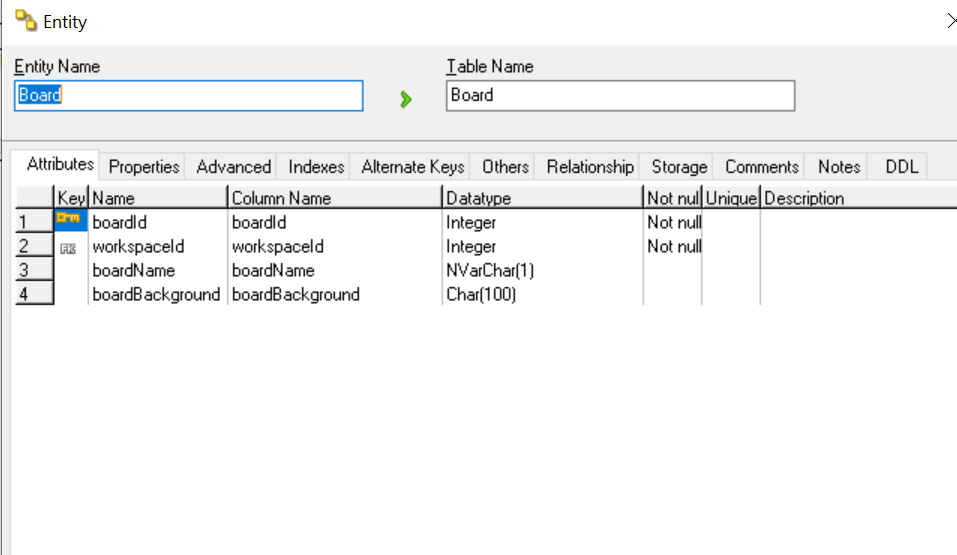 Entity
Entity Name Table Name
Board Board
Attributes Properties Advanced Indexes Alternate Keys Others Relationship Storage Comments Notes DDL
Key Name Column Name Datatype Not nul Unique Description
1 boardId boardId Integer Not null
2 FK workspaceId workspaceId Integer Not null
3 boardName boardName NVarChar(1)
4 boardBackground boardBackground Char(100)